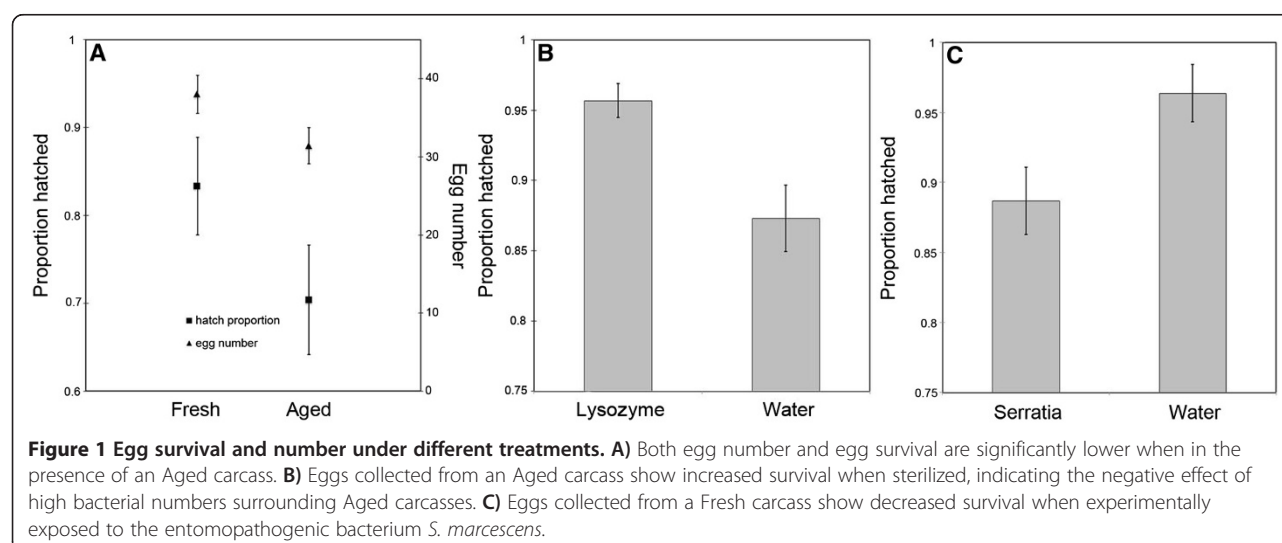 A
1
0.9
0.8
0.7
0.6
Proportion hatched
40
30
20
10
0
Egg number
■ hatch proportion
▲ egg number
Fresh Aged
B
1
0.95
0.9
0.85
0.8
0.75
Proportion hatched
Lysozyme Water
C
1
0.95
0.9
0.85
0.8
0.75
Proportion hatched
Serratia Water
Figure 1 Egg survival and number under different treatments. A) Both egg number and egg survival are significantly lower when in the
presence of an Aged carcass. B) Eggs collected from an Aged carcass show increased survival when sterilized, indicating the negative effect of
high bacterial numbers surrounding Aged carcasses. C) Eggs collected from a Fresh carcass show decreased survival when experimentally
exposed to the entomopathogenic bacterium S. marcescens.